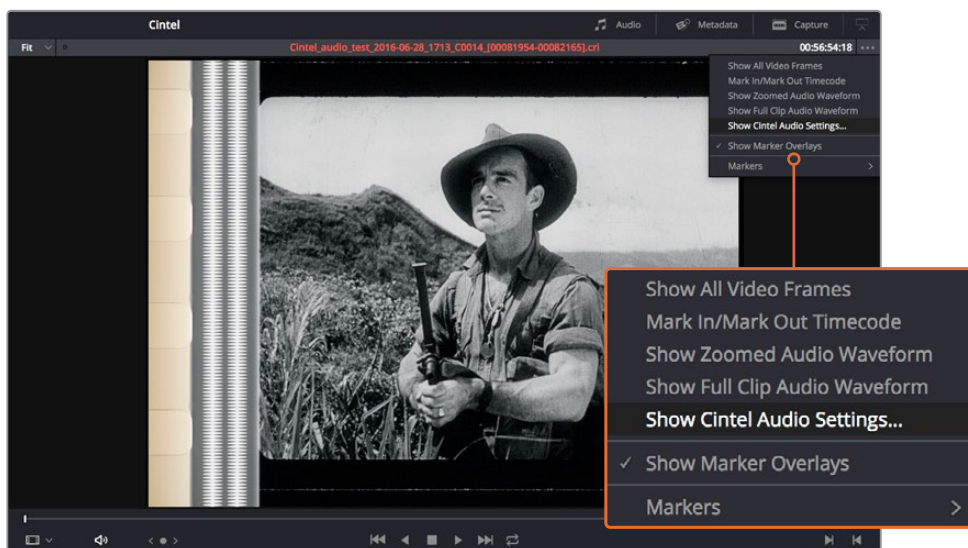 Cintel
Audio
Metadata
Capture
Fit
Cintel_audio_test_2016-06-28_1713_C0014_[00081954-00082165].cri
00:56:54:18
Show All Video Frames
Mark In/Mark Out Timecode
Show Zoomed Audio Waveform
Show Full Clip Audio Waveform
Show Cintel Audio Settings...
Show Marker Overlays
Markers
Show All Video Frames
Mark In/Mark Out Timecode
Show Zoomed Audio Waveform
Show Full Clip Audio Waveform
Show Cintel Audio Settings...
Show Marker Overlays
Markers